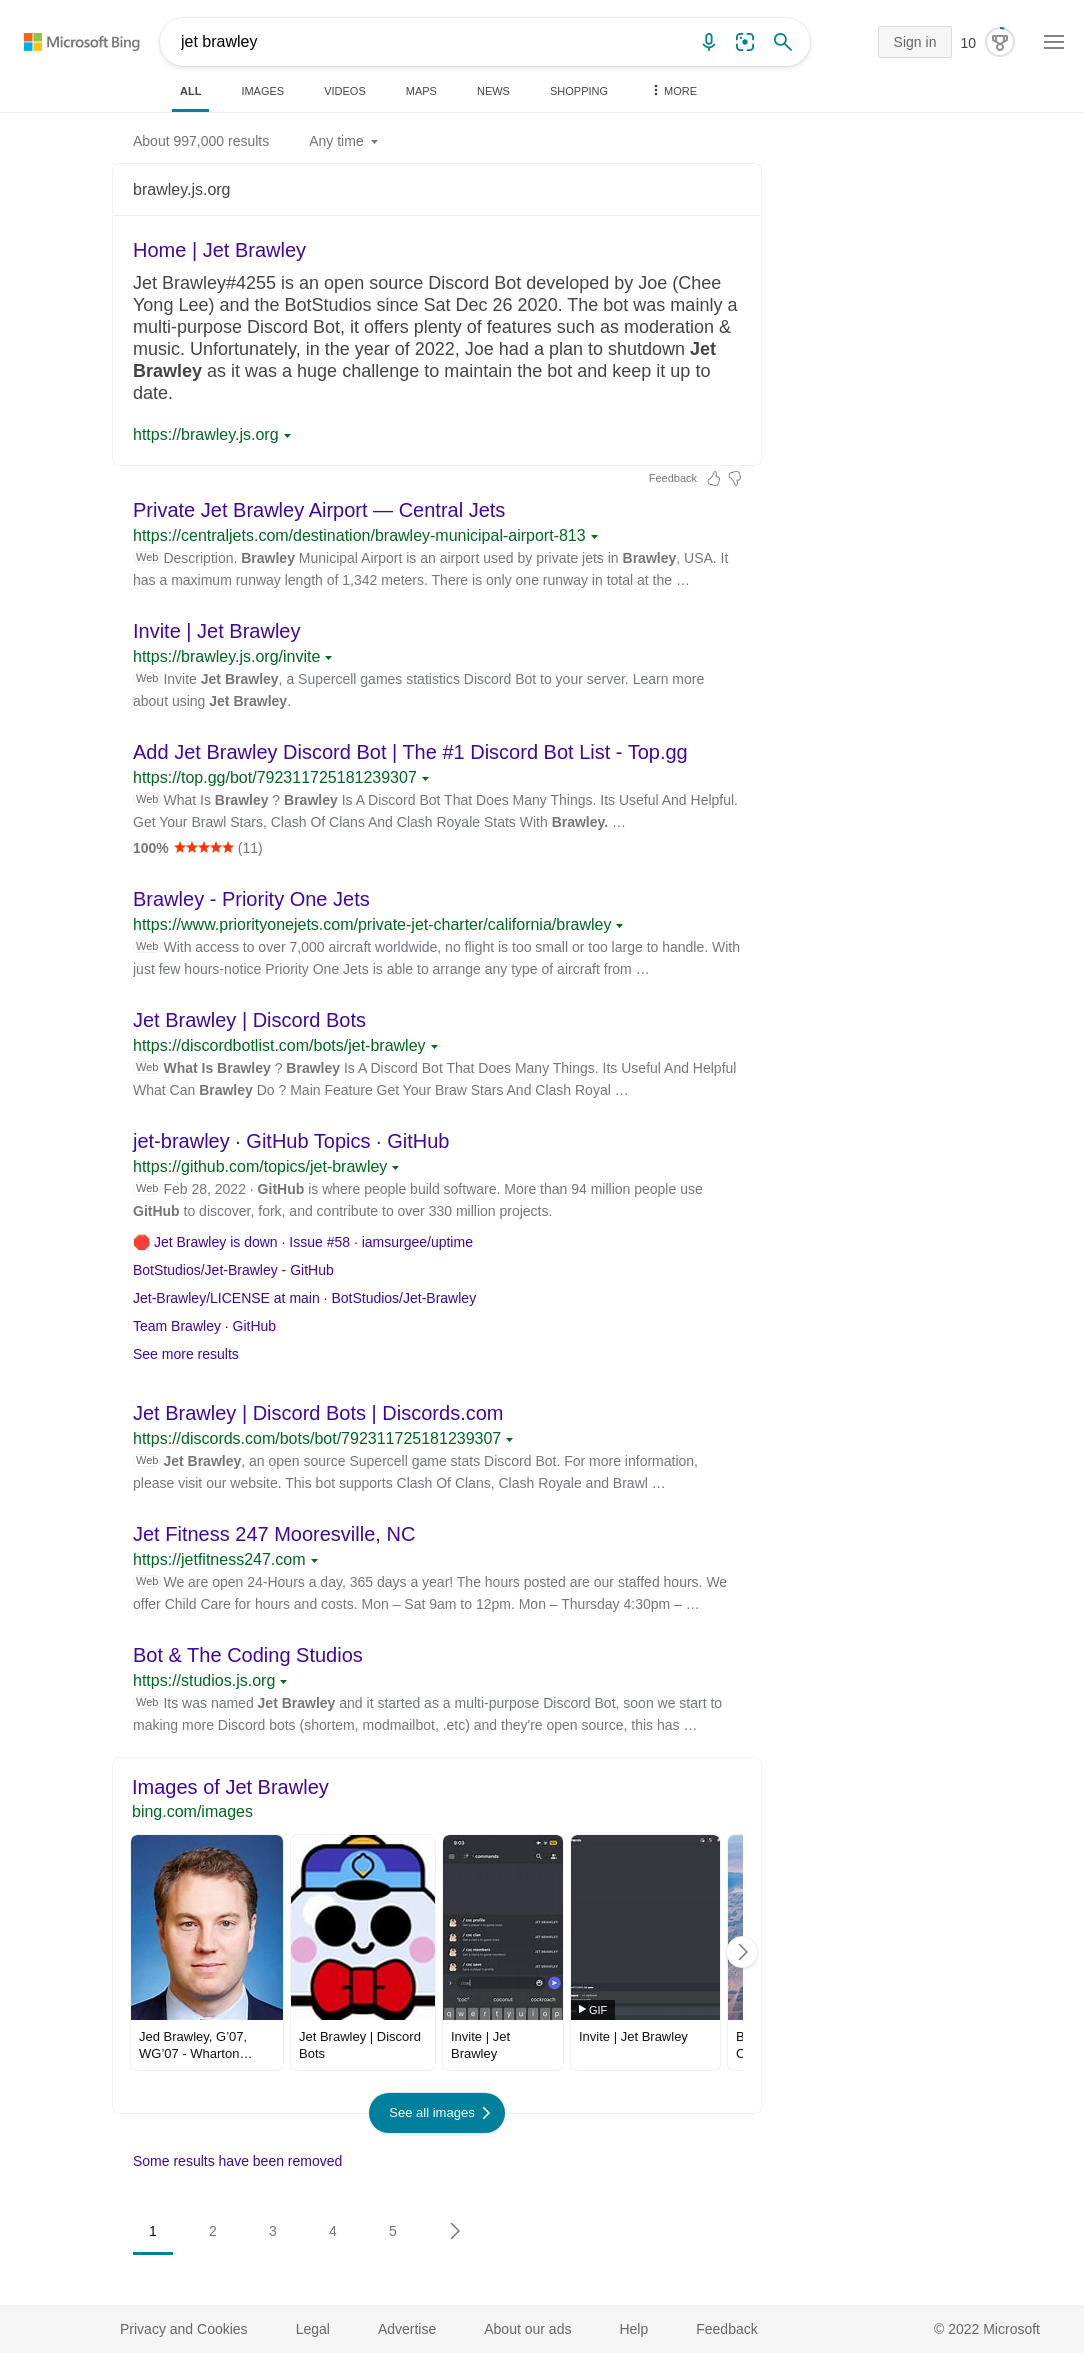 Microsoft Bing
jet brawley
Sign in
10
ALL
IMAGES
VIDEOS
MAPS
NEWS
SHOPPING
MORE
About 997,000 results
Any time
brawley.js.org
Home | Jet Brawley
Jet Brawley#4255 is an open source Discord Bot developed by Joe (Chee
Yong Lee) and the BotStudios since Sat Dec 26 2020. The bot was mainly a
multi-purpose Discord Bot, it offers plenty of features such as moderation &
music. Unfortunately, in the year of 2022, Joe had a plan to shutdown Jet
Brawley as it was a huge challenge to maintain the bot and keep it up to
date.
https://brawley.js.org
Feedback
Private Jet Brawley Airport — Central Jets
https://centraljets.com/destination/brawley-municipal-airport-813
Web Description. Brawley Municipal Airport is an airport used by private jets in Brawley, USA. It
has a maximum runway length of 1,342 meters. There is only one runway in total at the …
Invite | Jet Brawley
https://brawley.js.org/invite
Web Invite Jet Brawley, a Supercell games statistics Discord Bot to your server. Learn more
about using Jet Brawley.
Add Jet Brawley Discord Bot | The #1 Discord Bot List - Top.gg
https://top.gg/bot/792311725181239307
Web What Is Brawley ? Brawley Is A Discord Bot That Does Many Things. Its Useful And Helpful.
Get Your Brawl Stars, Clash Of Clans And Clash Royale Stats With Brawley. …
100% ★★★★★ (11)
Brawley - Priority One Jets
https://www.priorityonejets.com/private-jet-charter/california/brawley
Web With access to over 7,000 aircraft worldwide, no flight is too small or too large to handle. With
just few hours-notice Priority One Jets is able to arrange any type of aircraft from …
Jet Brawley | Discord Bots
https://discordbotlist.com/bots/jet-brawley
Web What Is Brawley ? Brawley Is A Discord Bot That Does Many Things. Its Useful And Helpful
What Can Brawley Do ? Main Feature Get Your Braw Stars And Clash Royal …
jet-brawley · GitHub Topics · GitHub
https://github.com/topics/jet-brawley
Web Feb 28, 2022 · GitHub is where people build software. More than 94 million people use
GitHub to discover, fork, and contribute to over 330 million projects.
🛑 Jet Brawley is down · Issue #58 · iamsurgee/uptime
BotStudios/Jet-Brawley - GitHub
Jet-Brawley/LICENSE at main · BotStudios/Jet-Brawley
Team Brawley · GitHub
See more results
Jet Brawley | Discord Bots | Discords.com
https://discords.com/bots/bot/792311725181239307
Web Jet Brawley, an open source Supercell game stats Discord Bot. For more information,
please visit our website. This bot supports Clash Of Clans, Clash Royale and Brawl …
Jet Fitness 247 Mooresville, NC
https://jetfitness247.com
Web We are open 24-Hours a day, 365 days a year! The hours posted are our staffed hours. We
offer Child Care for hours and costs. Mon – Sat 9am to 12pm. Mon – Thursday 4:30pm – …
Bot & The Coding Studios
https://studios.js.org
Web Its was named Jet Brawley and it started as a multi-purpose Discord Bot, soon we start to
making more Discord bots (shortem, modmailbot, .etc) and they're open source, this has …
Images of Jet Brawley
bing.com/images
9:03
commands
/ coc profile
JET BRAWLEY
/ coc clan
JET BRAWLEY
/ coc members
JET BRAWLEY
/ coc save
JET BRAWLEY
"coc"
coconut
cockroach
q w e r t y u i o p
GIF
Jed Brawley, G'07,
WG'07 - Wharton…
Jet Brawley | Discord
Bots
Invite | Jet
Brawley
Invite | Jet Brawley
See all images
Some results have been removed
1
2
3
4
5
Privacy and Cookies
Legal
Advertise
About our ads
Help
Feedback
© 2022 Microsoft